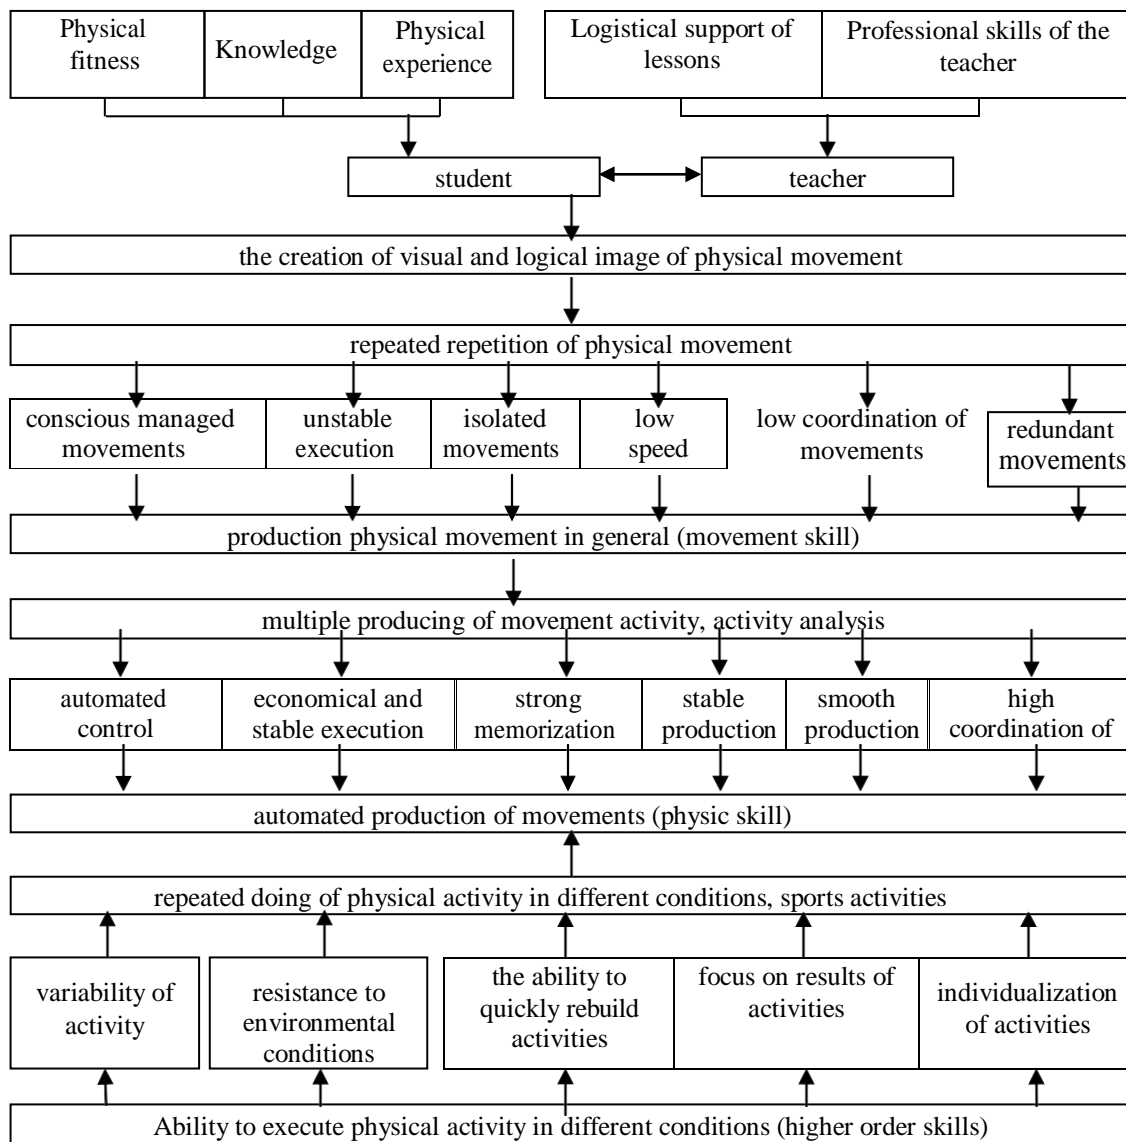 Physical
fitness
Knowledge
Physical
experience
Logistical support of
lessons
Professional skills of the
teacher
student
teacher
the creation of visual and logical image of physical movement
repeated repetition of physical movement
conscious managed
movements
unstable
execution
isolated
movements
low
speed
low coordination of
movements
redundant
movements
production physical movement in general (movement skill)
multiple producing of movement activity, activity analysis
automated
control
economical and
stable execution
strong
memorization
stable
production
smooth
production
high
coordination of
automated production of movements (physic skill)
repeated doing of physical activity in different conditions, sports activities
variability of
activity
resistance to
environmental
conditions
the ability to
quickly rebuild
activities
focus on results of
activities
individualization
of activities
Ability to execute physical activity in different conditions (higher order skills)